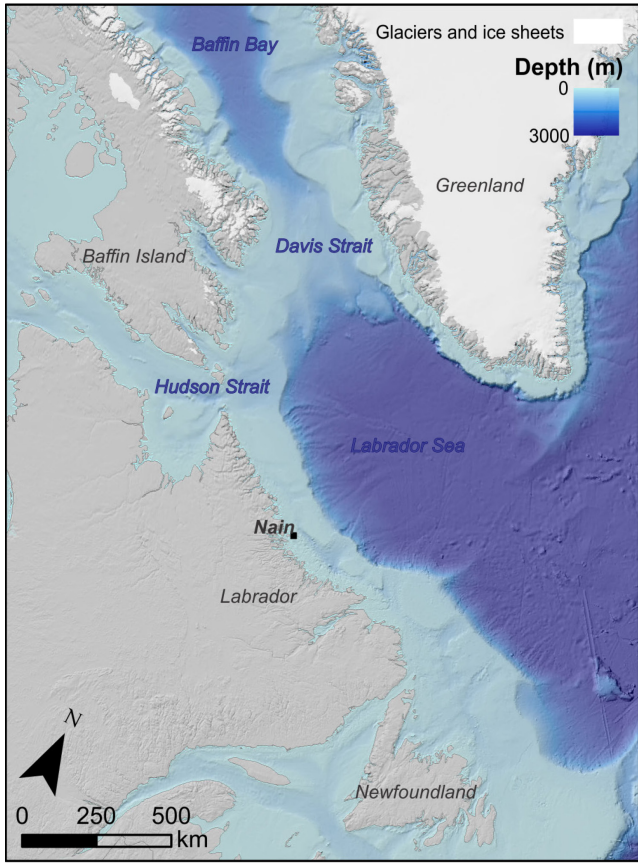 Baffin Bay
Glaciers and ice sheets
Depth (m)
0
3000
Greenland
Davis Strait
Baffin Island
Hudson Strait
Labrador Sea
Nain
Labrador
N
0 250 500
km
Newfoundland